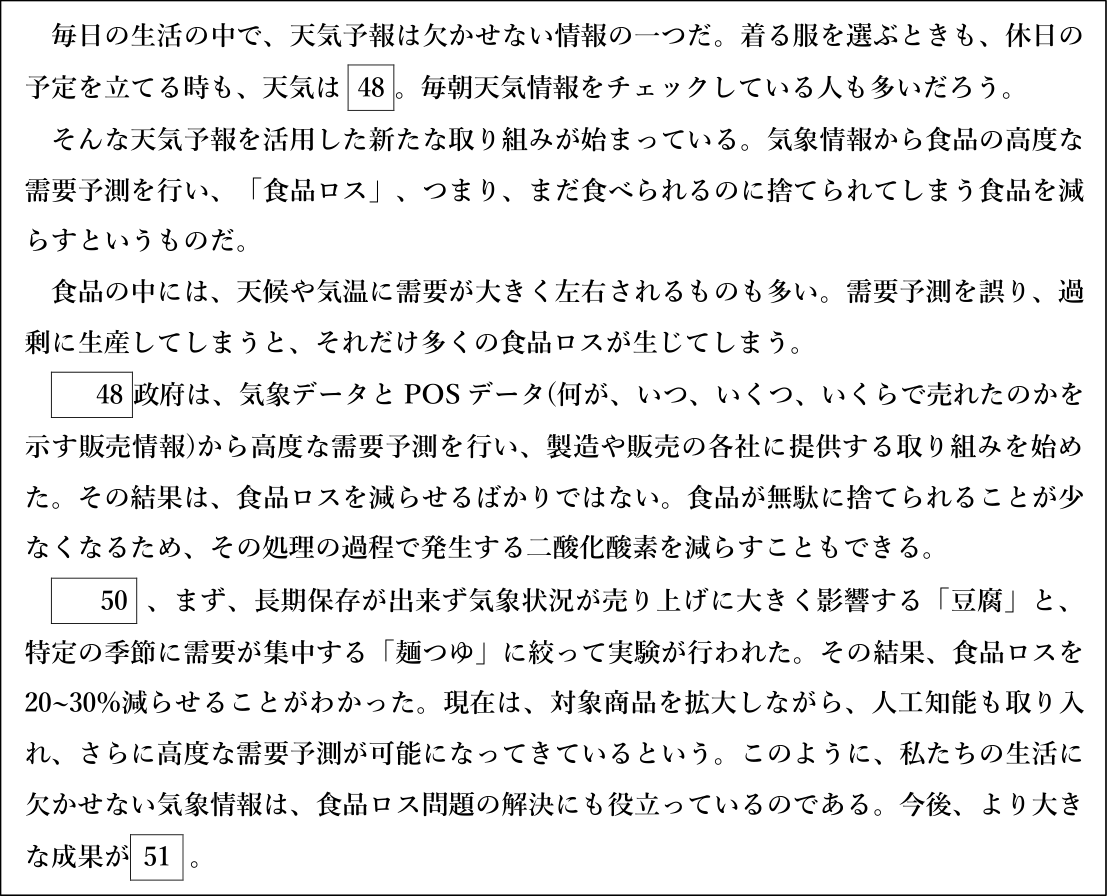 毎日の生活の中で、天気予報は欠かせない情報の一つだ。着る服を選ぶときも、休日の
予定を立てる時も、天気は 48 。毎朝天気情報をチェックしている人も多いだろう。
そんな天気予報を活用した新たな取り組みが始まっている。気象情報から食品の高度な
需要予測を行い、「食品ロス」、つまり、まだ食べられるのに捨てられてしまう食品を減
らすというものだ。
食品の中には、天候や気温に需要が大きく左右されるものも多い。需要予測を誤り、過
剰に生産してしまうと、それだけ多くの食品ロスが生じてしまう。
48 政府は、気象データと POS データ(何が、いつ、いくつ、いくらで売れたのかを
示す販売情報)から高度な需要予測を行い、製造や販売の各社に提供する取り組みを始め
た。その結果は、食品ロスを減らせるばかりではない。食品が無駄に捨てられることが少
なくなるため、その処理の過程で発生する二酸化酸素を減らすこともできる。
50 、まず、長期保存が出来ず気象状況が売り上げに大きく影響する「豆腐」と、
特定の季節に需要が集中する「麺つゆ」に絞って実験が行われた。その結果、食品ロスを
20~30%減らせることがわかった。現在は、対象商品を拡大しながら、人工知能も取り入
れ、さらに高度な需要予測が可能になってきているという。このように、私たちの生活に
欠かせない気象情報は、食品ロス問題の解決にも役立っているのである。今後、より大き
な成果が 51 。